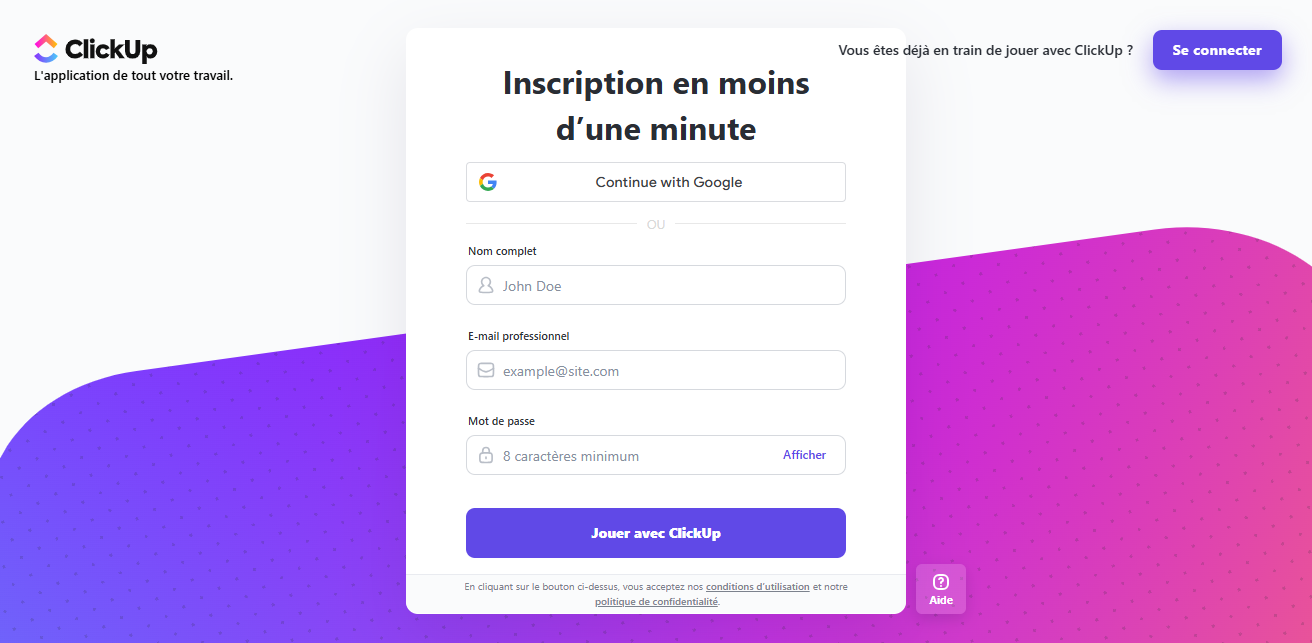 ClickUp
L'application de tout votre travail.
Vous êtes déjà en train de jouer avec ClickUp ?
Se connecter
Inscription en moins
d’une minute
Continue with Google
OU
Nom complet
John Doe
E-mail professionnel
example@site.com
Mot de passe
8 caractères minimum
Afficher
Jouer avec ClickUp
En cliquant sur le bouton ci-dessus, vous acceptez nos conditions d’utilisation et notre
politique de confidentialité.
Aide